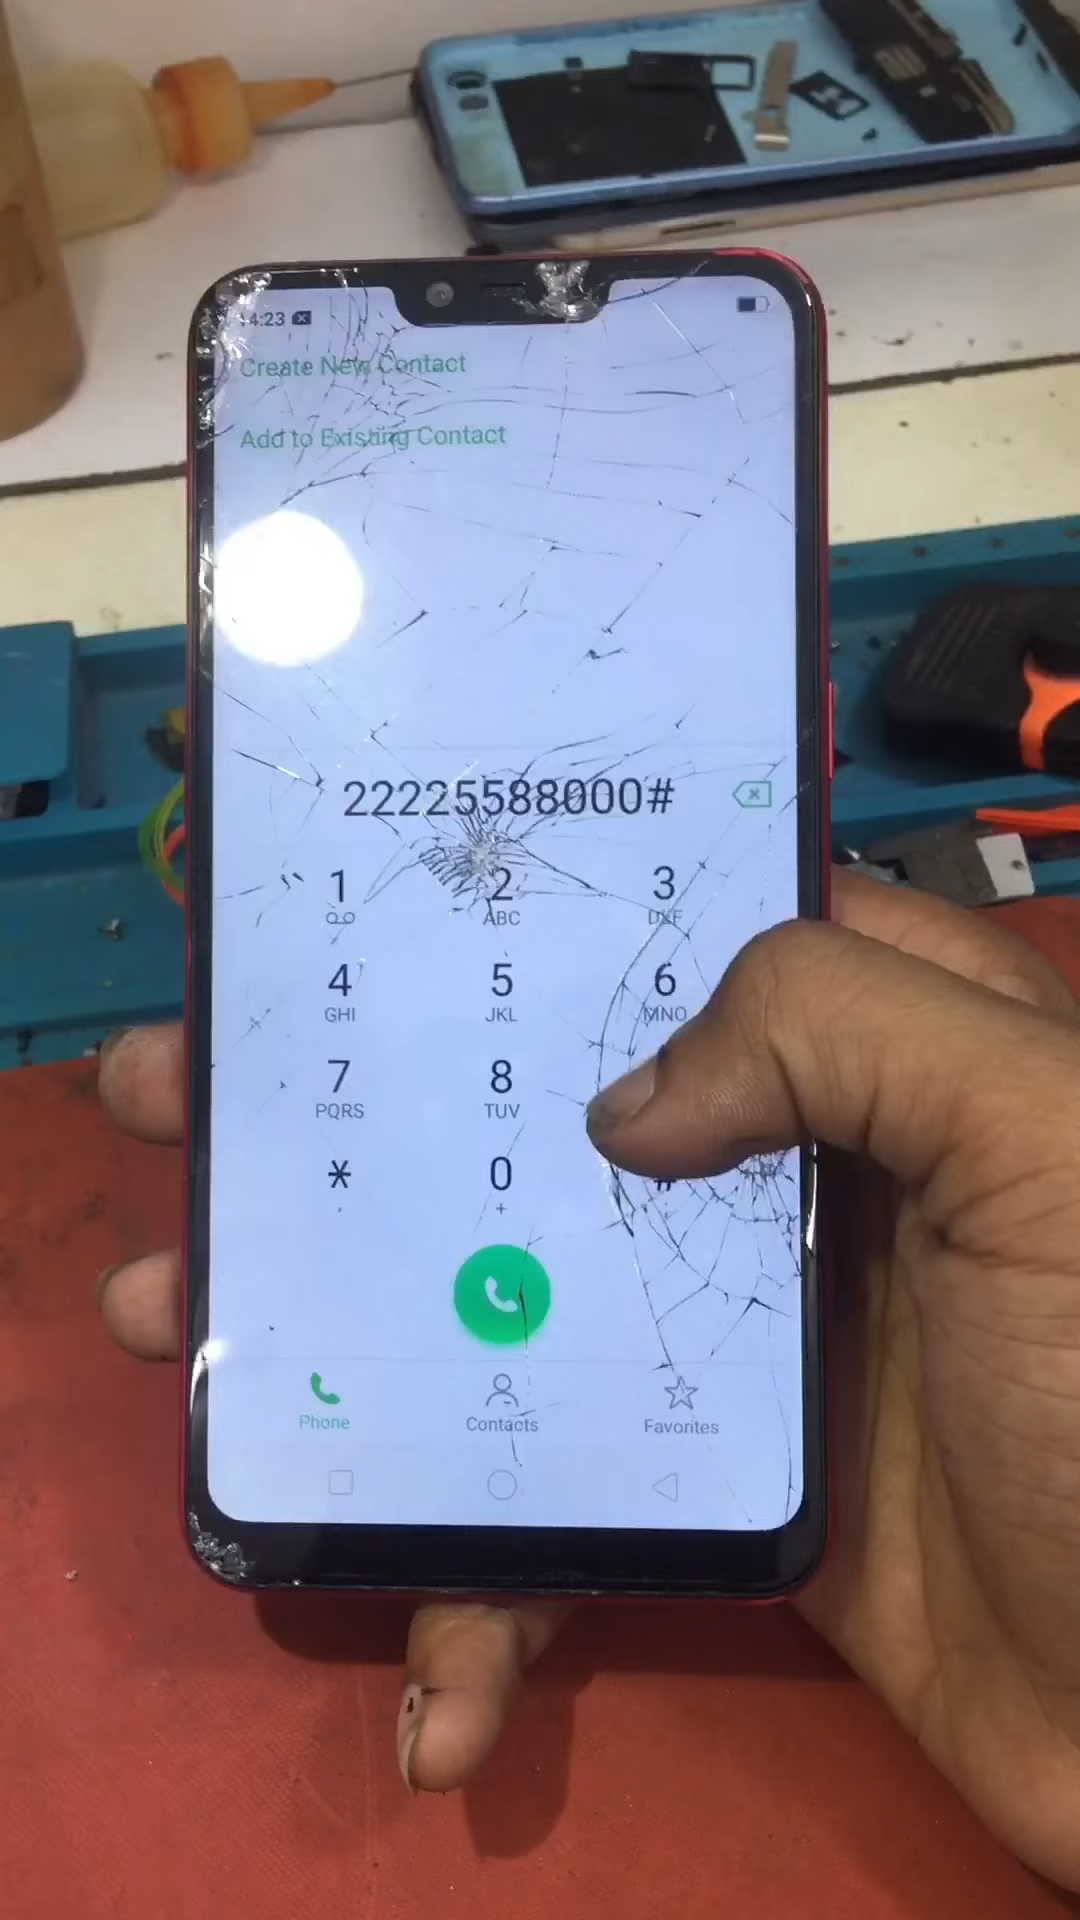 4:23
Create New Contact
Add to Existing Contact
22225588000#
1 2 3
ABC DEF
4 5 6
GHI JKL MNO
7 8
PQRS TUV
* 0 #
+
Phone Contacts Favorites